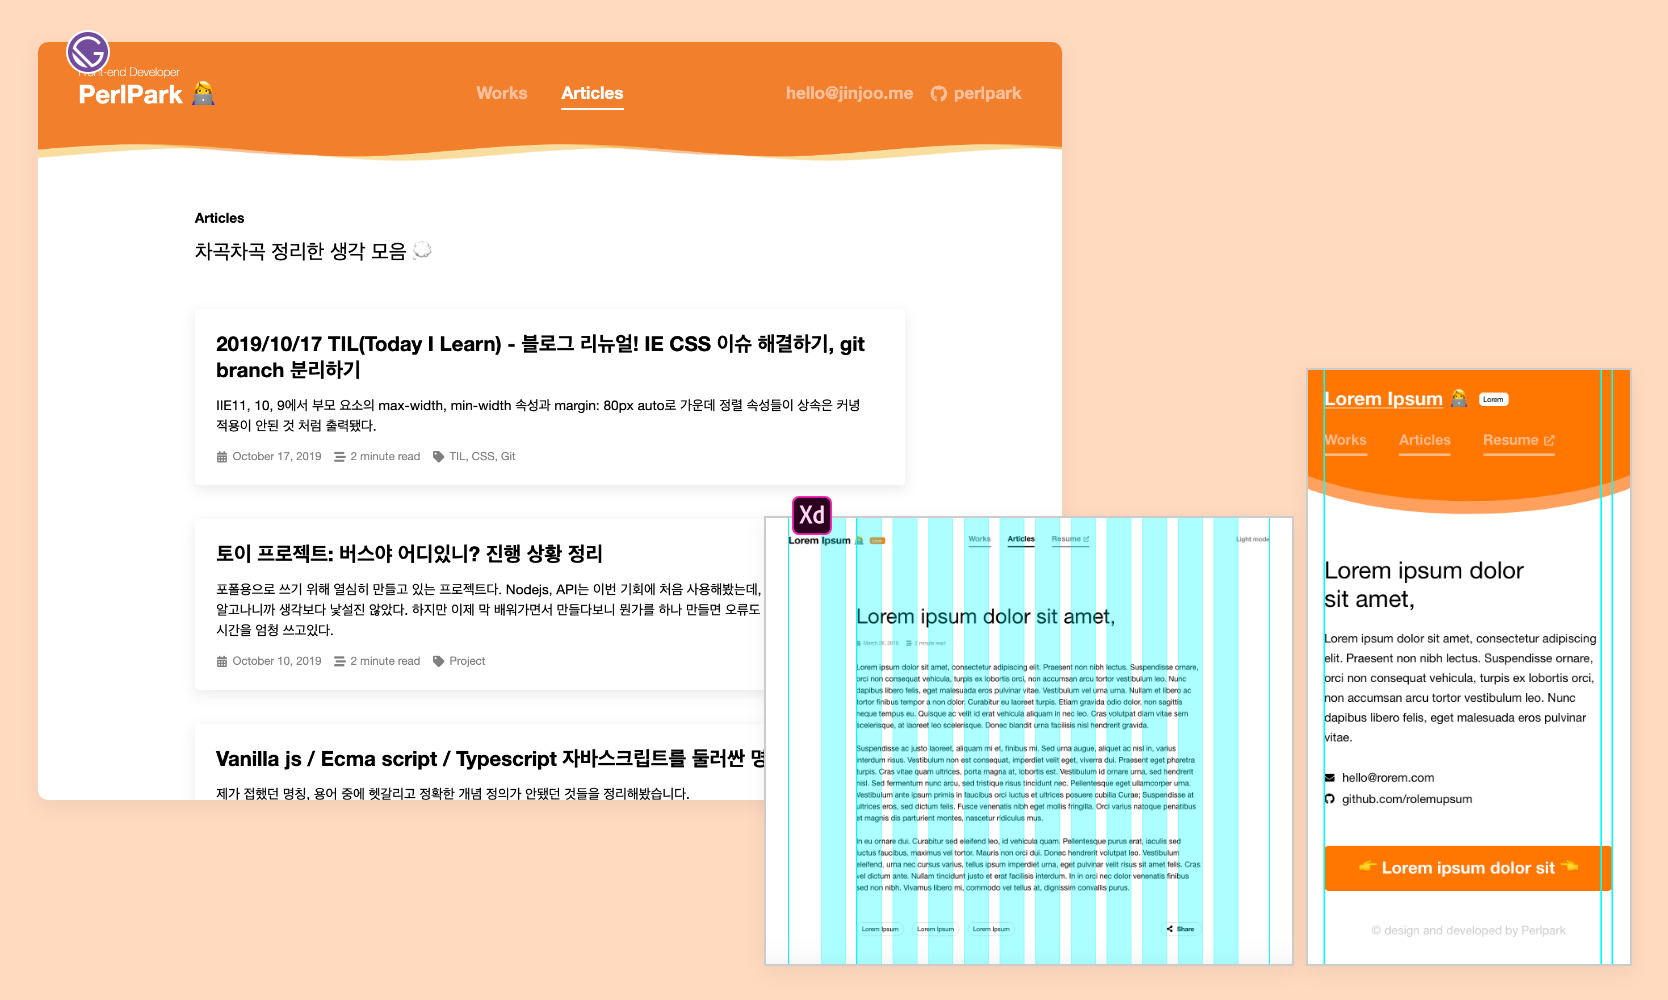 Front-end Developer
PerlPark
Works
Articles
hello@jinjoo.me
perlpark
Articles
차곡차곡 정리한 생각 모음
2019/10/17 TIL(Today I Learn) - 블로그 리뉴얼! IE CSS 이슈 해결하기, git
branch 분리하기
IIE11, 10, 9에서 부모 요소의 max-width, min-width 속성과 margin: 80px auto로 가운데 정렬 속성들이 상속은 커녕
적용이 안된 것 처럼 출력됐다.
October 17, 2019
2 minute read
TIL, CSS, Git
토이 프로젝트: 버스야 어디있니? 진행 상황 정리
포폴용으로 쓰기 위해 열심히 만들고 있는 프로젝트다. Nodejs, API는 이번 기회에 처음 사용해봤는데,
알고나니까 생각보다 낯설진 않았다. 하지만 이제 막 배워가면서 만들다보니 뭔가를 하나 만들면 오류도
시간을 엄청 쓰고있다.
October 10, 2019
2 minute read
Project
Vanilla js / Ecma script / Typescript 자바스크립트를 둘러싼 명
제가 접했던 명칭, 용어 중에 헷갈리고 정확한 개념 정의가 안됐던 것들을 정리해봤습니다.
Xd
Lorem Ipsum
Works
Articles
Resume
Light mode
Lorem ipsum dolor sit amet,
March 26, 2019
2 minute read
Lorem ipsum dolor sit amet, consectetur adipiscing elit. Praesent non nibh lectus. Suspendisse ornare,
orci non consequat vehicula, turpis ex lobortis orci, non accumsan arcu tortor vestibulum leo. Nunc
dapibus libero felis, eget malesuada eros pulvinar vitae. Vestibulum vel urna urna. Nullam et libero ac
tortor finibus tempor a non dolor. Curabitur eu laoreet turpis. Etiam gravida odio dolor, non sagittis
neque tempus eu. Quisque ac velit id erat vehicula aliquam in nec leo. Cras volutpat diam vitae sem
scelerisque, at laoreet leo scelerisque. Donec blandit urna facilisis nisl hendrerit gravida.
Suspendisse ac justo laoreet, aliquam mi et, finibus mi. Sed urna augue, aliquet ac nisl in, varius
interdum risus. Vestibulum non est consequat, imperdiet velit eget, viverra dui. Praesent eget pharetra
turpis. Cras vitae quam ultrices, porta magna at, lobortis est. Vestibulum id ornare urna, sed hendrerit
nisl. Sed fermentum nunc arcu, sed tristique risus tincidunt nec. Pellentesque eget ullamcorper urna.
Vestibulum ante ipsum primis in faucibus orci luctus et ultrices posuere cubilia Curae; Suspendisse at
ultrices eros, sed dictum felis. Fusce venenatis nibh eget mollis fringilla. Orci varius natoque penatibus
et magnis dis parturient montes, nascetur ridiculus mus.
In eu ornare dui. Curabitur sed eleifend leo, id vehicula quam. Pellentesque purus erat, iaculis sed
luctus faucibus, maximus vel tortor. Mauris non orci dui. Donec hendrerit volutpat leo. Vestibulum
eleifend, urna nec cursus varius, tellus ipsum imperdiet urna, eget pulvinar velit risus sit amet felis. Cras
vel dictum ante. Nullam tincidunt justo et erat facilisis interdum. In in orci nec dolor venenatis finibus
sed non nibh. Vivamus libero mi, commodo vel tellus at, dignissim convallis purus.
Lorem Ipsum
Lorem Ipsum
Lorem Ipsum
Share
Lorem Ipsum
Lorem
Works
Articles
Resume
Lorem ipsum dolor
sit amet,
Lorem ipsum dolor sit amet, consectetur adipiscing
elit. Praesent non nibh lectus. Suspendisse ornare,
orci non consequat vehicula, turpis ex lobortis orci,
non accumsan arcu tortor vestibulum leo. Nunc
dapibus libero felis, eget malesuada eros pulvinar
vitae.
hello@rorem.com
github.com/rolemupsum
Lorem ipsum dolor sit
© design and developed by Perlpark